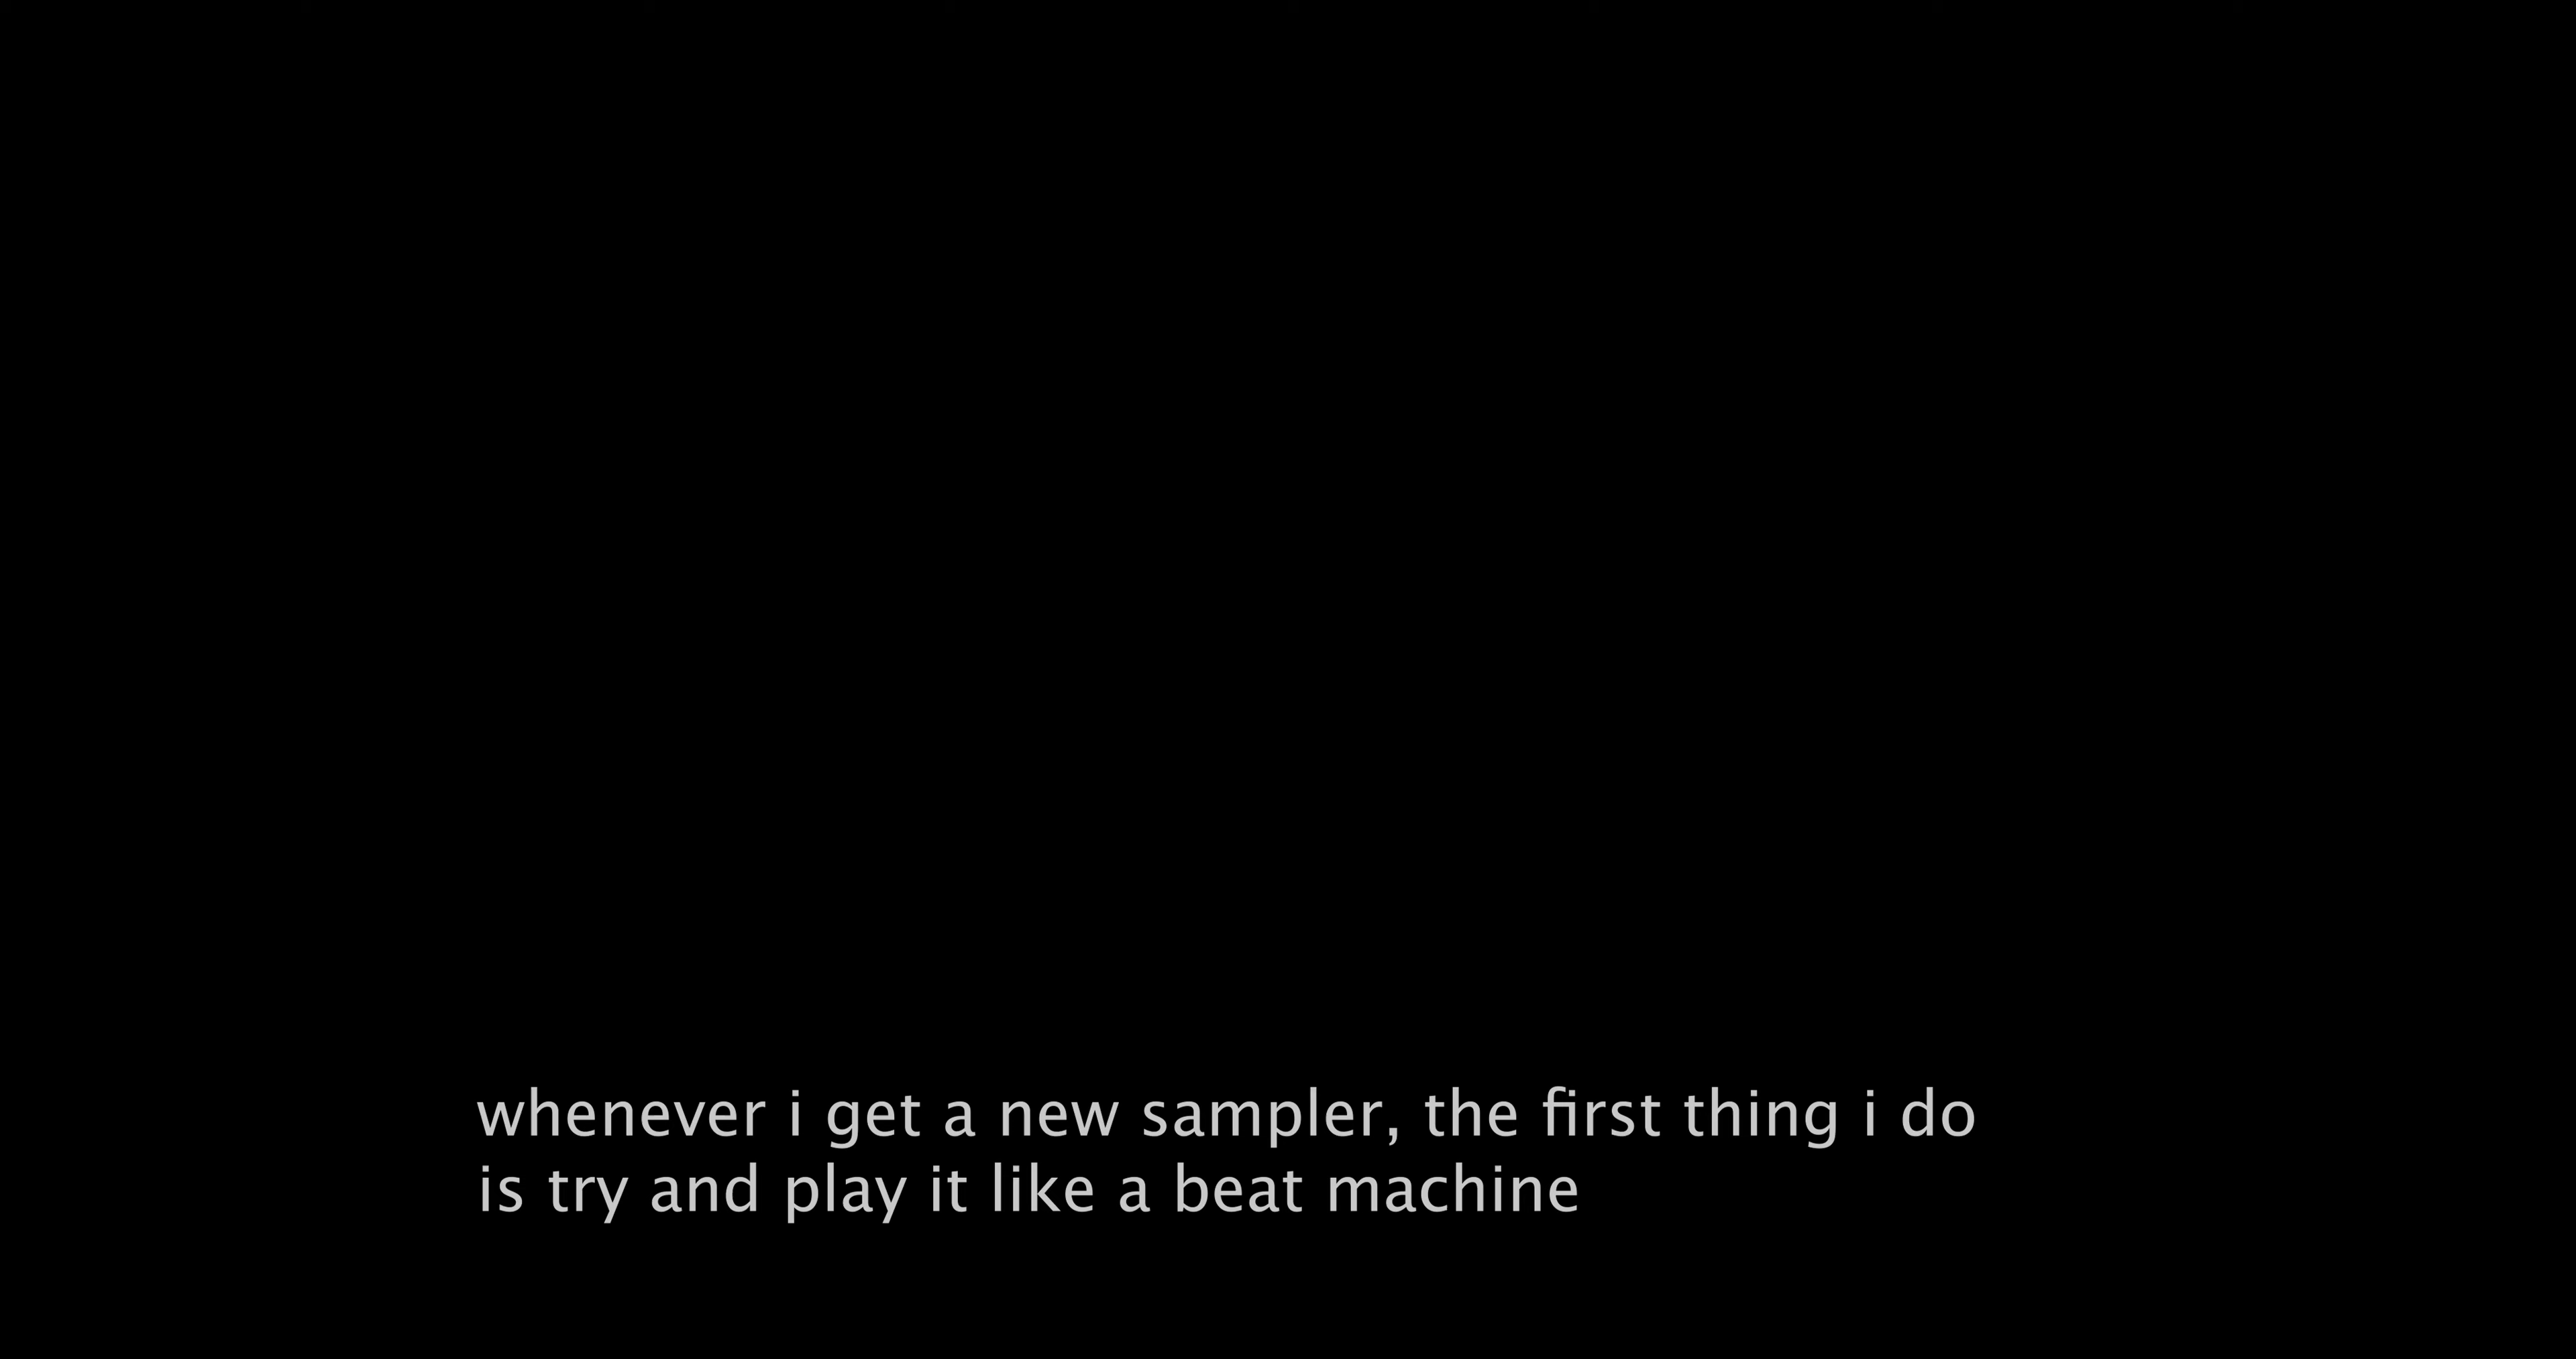 whenever i get a new sampler, the first thing i do
is try and play it like a beat machine